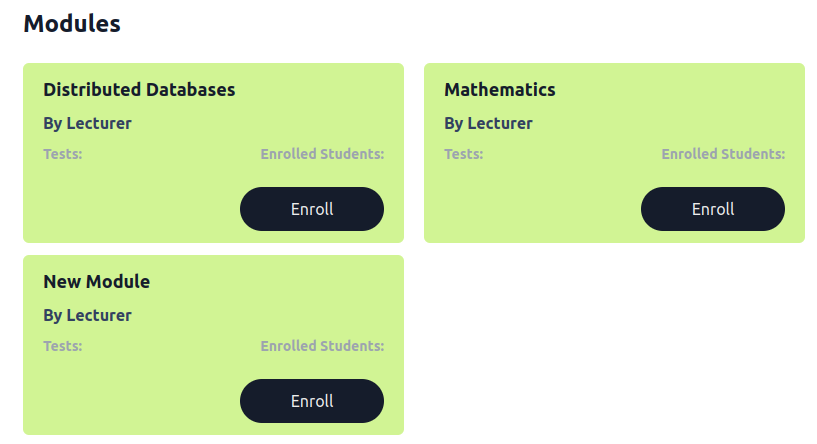 Modules
Distributed Databases
By Lecturer
Tests: Enrolled Students:
Enroll
Mathematics
By Lecturer
Tests: Enrolled Students:
Enroll
New Module
By Lecturer
Tests: Enrolled Students:
Enroll